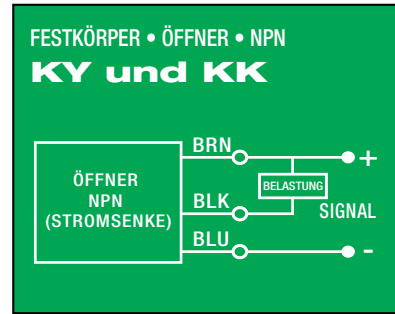 FESTKÖRPER • ÖFFNER • NPN
KY und KK
BRN
+
ÖFFNER
NPN
(STROMSENKE)
BELASTUNG
BLK
SIGNAL
BLU
-